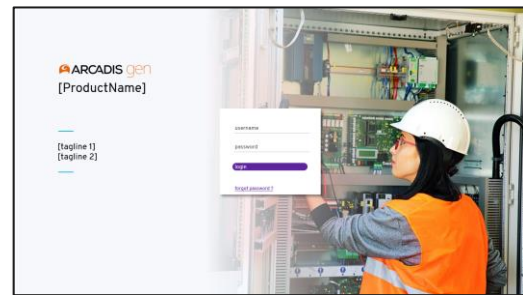 ARCADIS gen
[ProductName]
[tagline 1]
[tagline 2]
username
password
login
forgot password ?